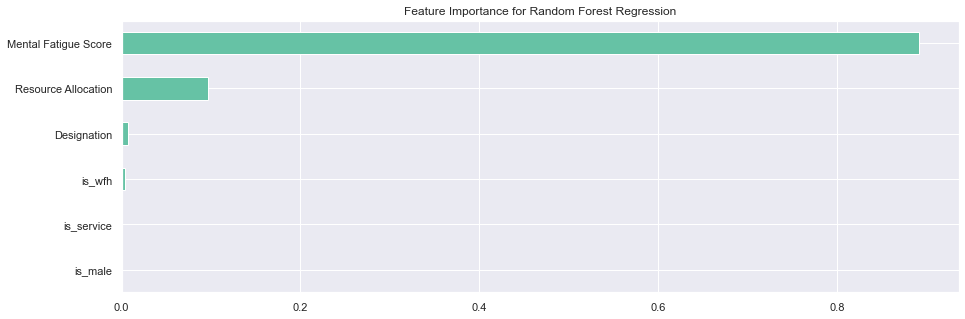 Feature Importance for Random Forest Regression
Mental Fatigue Score
Resource Allocation
Designation
is_wfh
is_service
is_male
0.0 0.2 0.4 0.6 0.8